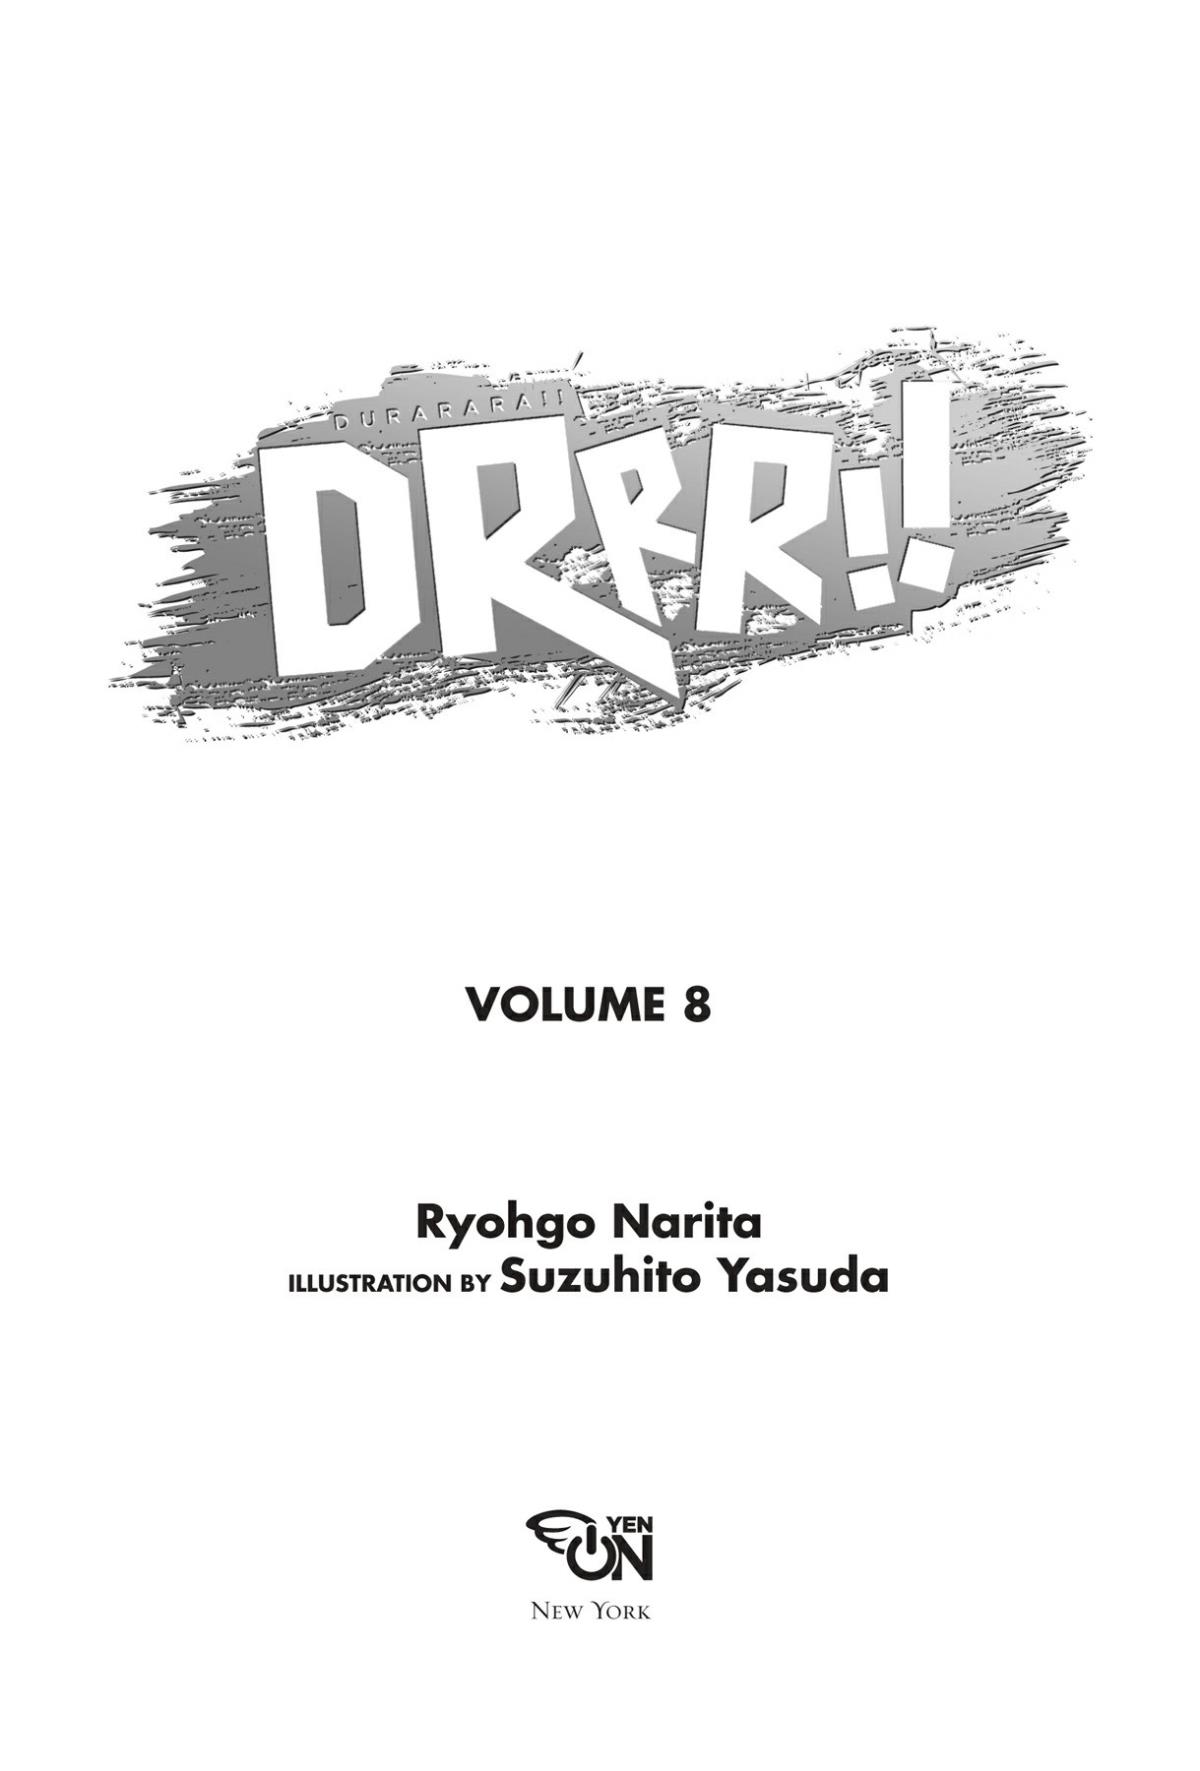 DURARARA!!
DRRR!!
VOLUME 8
Ryohgo Narita
ILLUSTRATION BY Suzuhito Yasuda
YEN
ON
NEW YORK